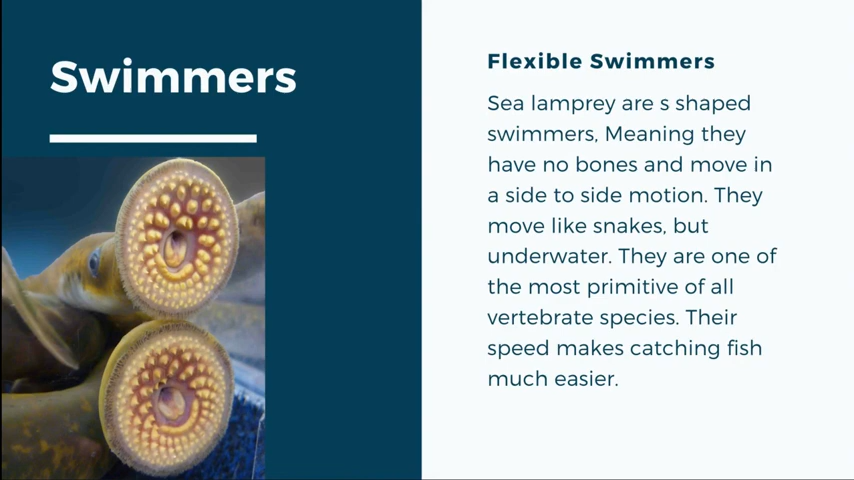 Swimmers
Flexible Swimmers
Sea lamprey are s shaped
swimmers, Meaning they
have no bones and move in
a side to side motion. They
move like snakes, but
underwater. They are one of
the most primitive of all
vertebrate species. Their
speed makes catching fish
much easier.